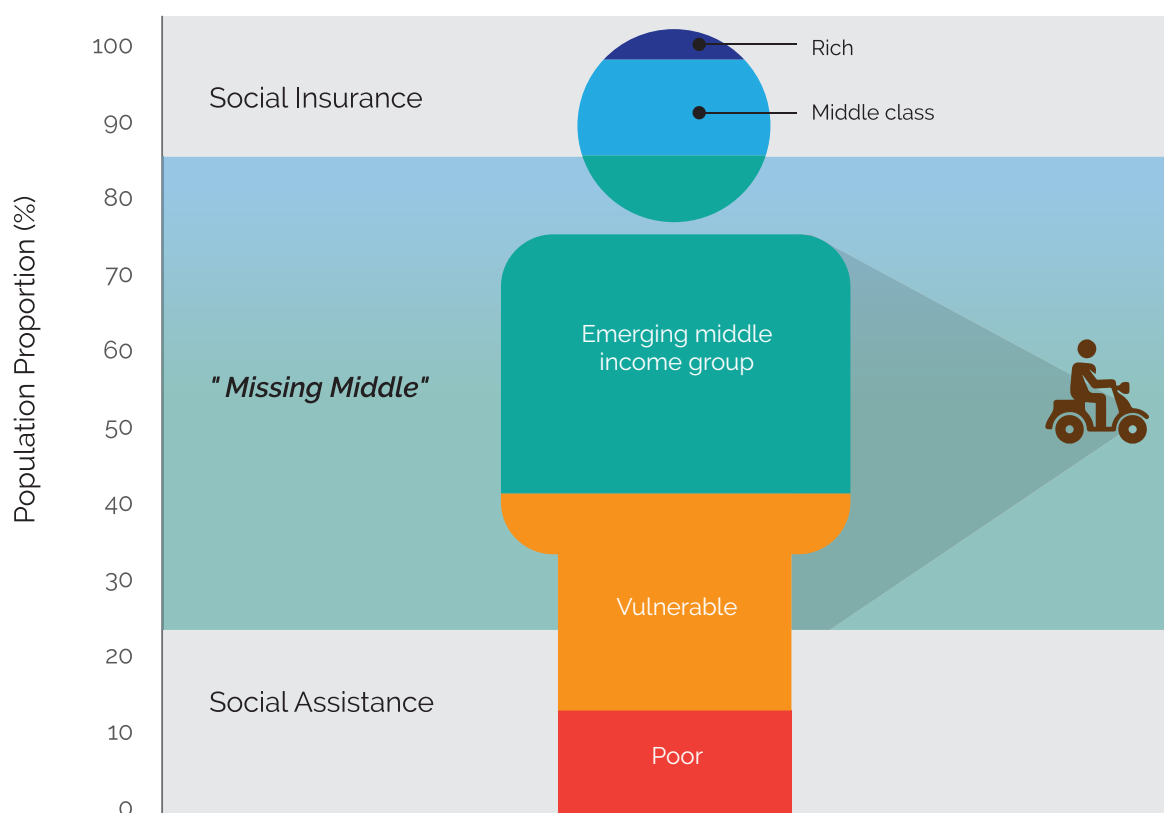 Population Proportion (%)
100
90
80
70
60
50
40
30
20
10
0
Social Insurance
" Missing Middle"
Social Assistance
Rich
Middle class
Emerging middle
income group
Vulnerable
Poor